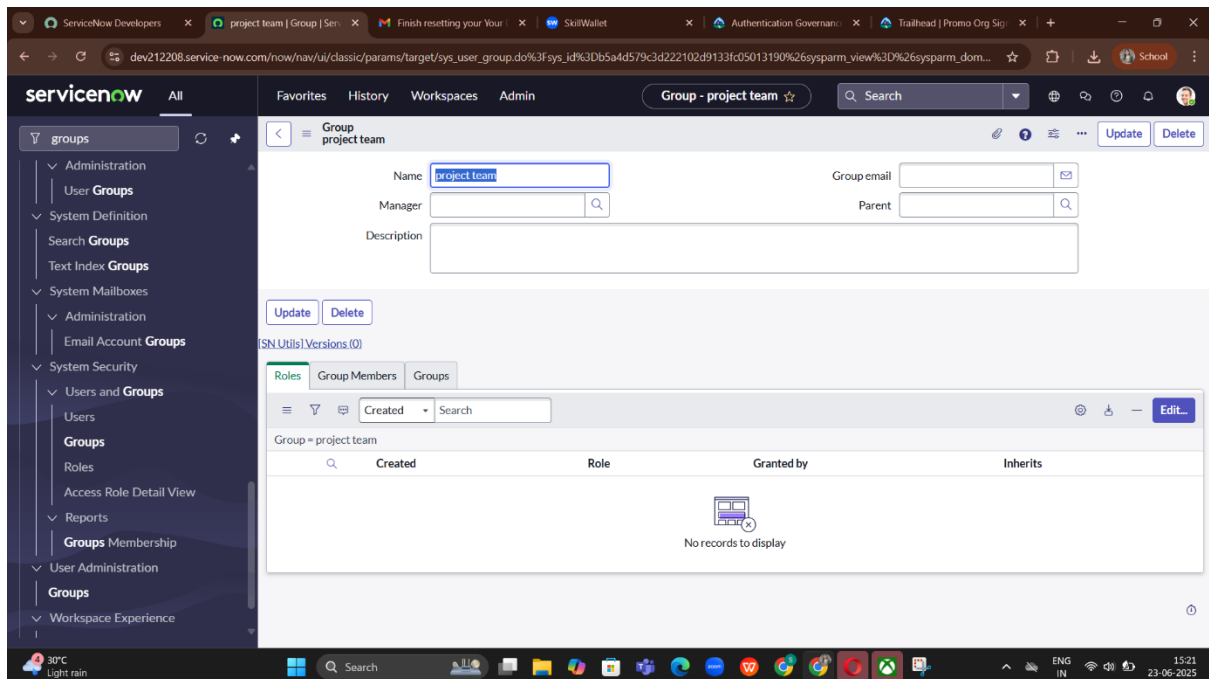 ServiceNow Developers
project team | Group | Serv
Finish resetting your Your
SkillWallet
Authentication Governanc
Trailhead | Promo Org Sig
dev212208.service-now.com/now/nav/ui/classic/params/target/sys_user_group.do%3Fsys_id%3Db5a4d579c3d222102d9133fc05013190%26sysparm_view%3D%26sysparm_dom...
School
servicenow
All
Favorites
History
Workspaces
Admin
Group - project team
Search
groups
Administration
User Groups
System Definition
Search Groups
Text Index Groups
System Mailboxes
Administration
Email Account Groups
System Security
Users and Groups
Users
Groups
Roles
Access Role Detail View
Reports
Groups Membership
User Administration
Groups
Workspace Experience
Group
project team
Update
Delete
Name
project team
Group email
Manager
Parent
Description
Update
Delete
[SN Utils] Versions (0)
Roles
Group Members
Groups
Created
Search
Edit...
Group = project team
Created
Role
Granted by
Inherits
No records to display
4
30°C
Light rain
Search
ENG
IN
15:21
23-06-2025